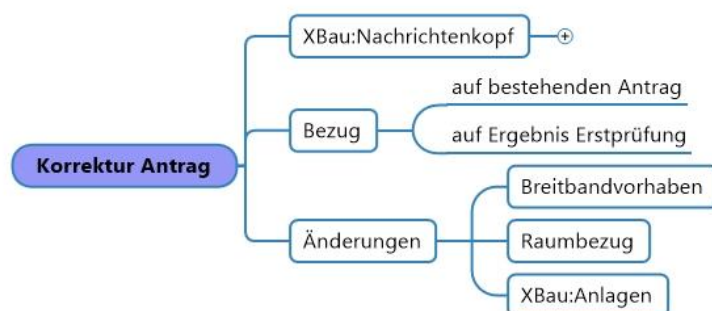 XBau:Nachrichtenkopf
auf bestehenden Antrag
Bezug
auf Ergebnis Erstprüfung
Korrektur Antrag
Breitbandvorhaben
Änderungen
Raumbezug
XBau:Anlagen